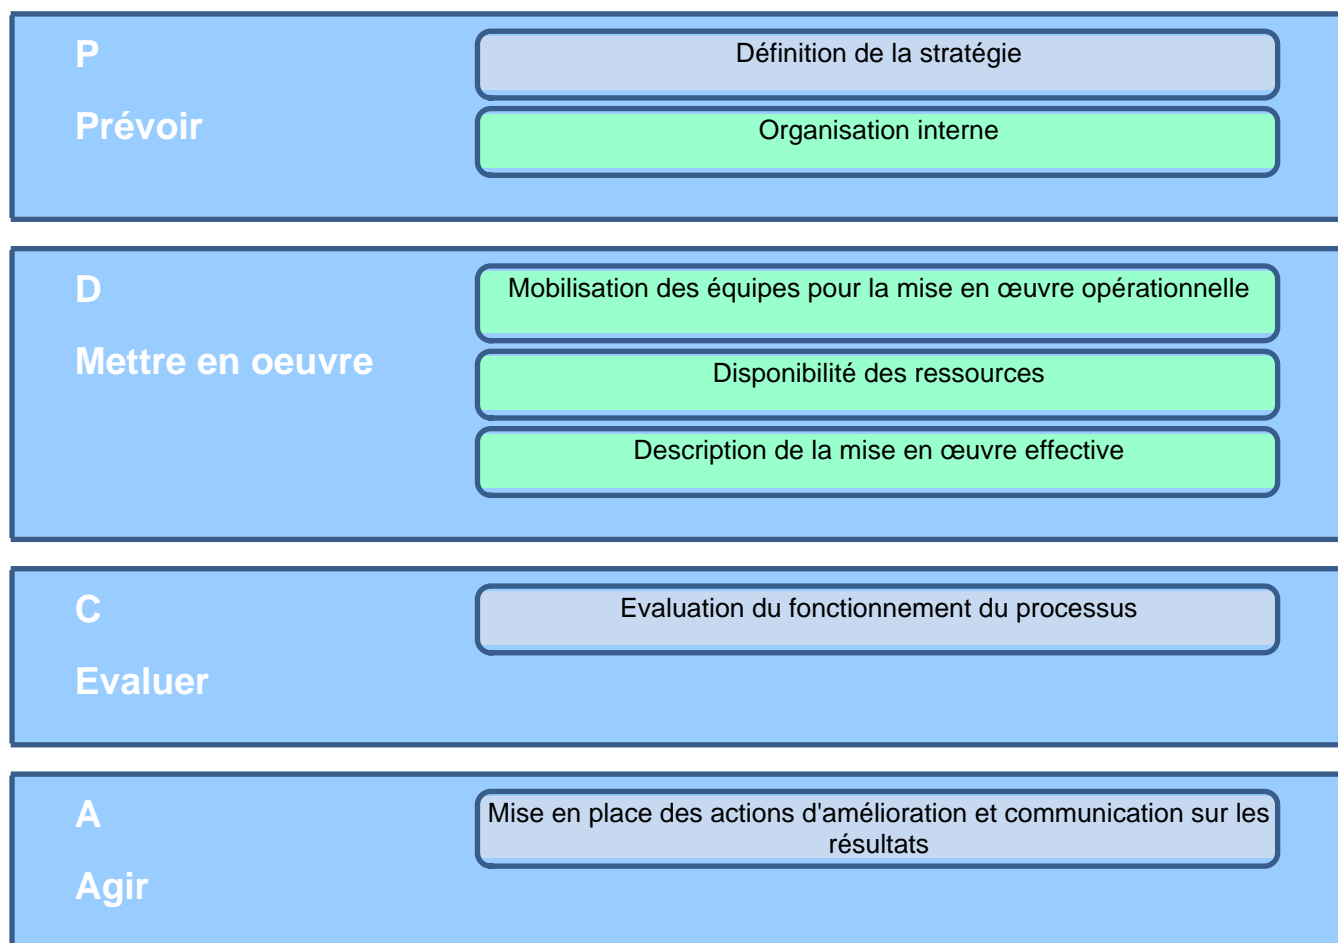 P
Prévoir
Définition de la stratégie
Organisation interne
D
Mettre en oeuvre
Mobilisation des équipes pour la mise en œuvre opérationnelle
Disponibilité des ressources
Description de la mise en œuvre effective
C
Evaluer
Evaluation du fonctionnement du processus
A
Agir
Mise en place des actions d'amélioration et communication sur les
résultats